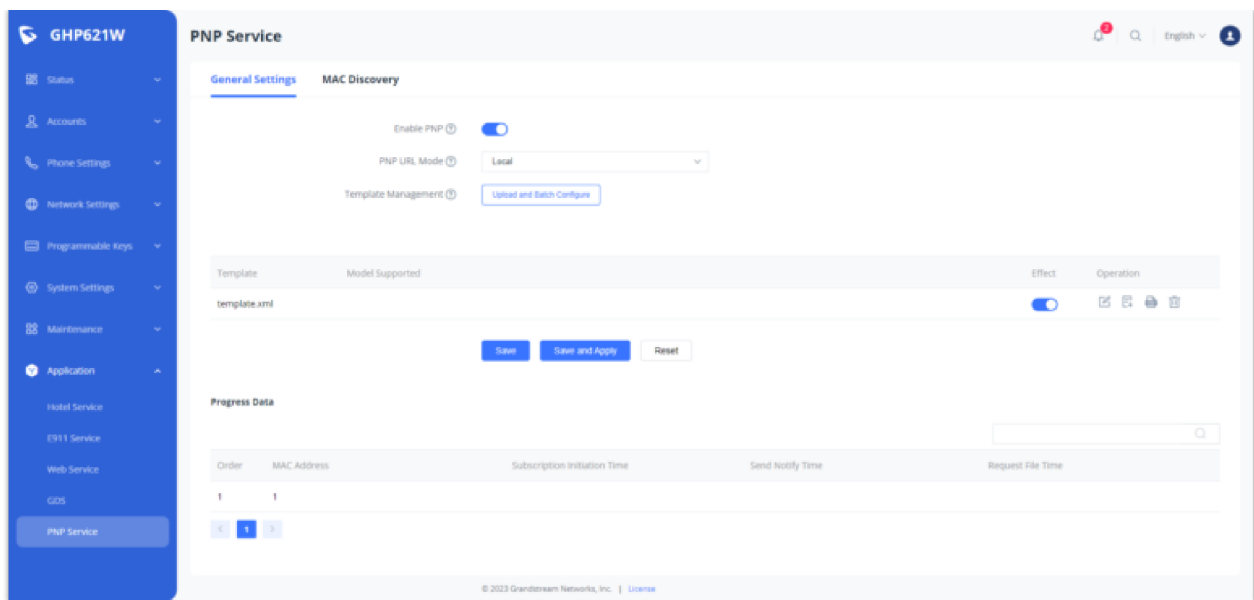 GHP621W
PNP Service
2
English
Status
Accounts
Phone Settings
Network Settings
Programmable Keys
System Settings
Maintenance
Application
Hotel Service
E911 Service
Web Service
GDS
PNP Service
General Settings MAC Discovery
Enable PNP
PNP URL Mode Local
Template Management Upload and Batch Configure
Template Model Supported Effect Operation
template.xml
Save Save and Apply Reset
Progress Data
Order MAC Address Subscription Initiation Time Send Notify Time Request File Time
1 1
< 1 >
© 2023 Grandstream Networks, Inc. | License